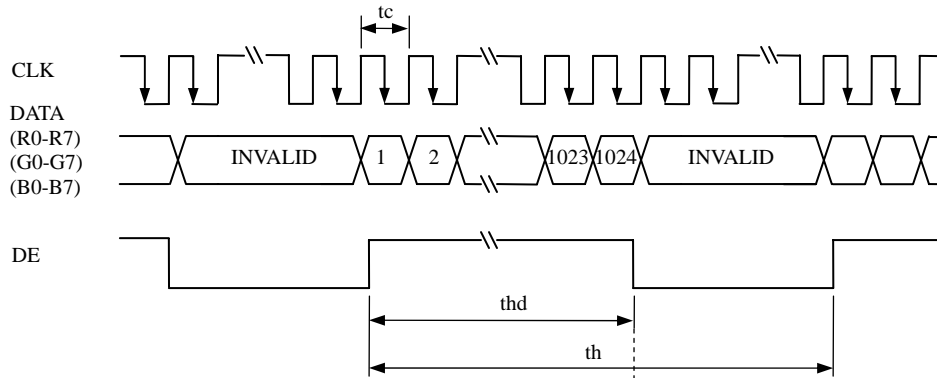 tc
CLK
DATA
(R0-R7)
(G0-G7)
(B0-B7)
INVALID 1 2 1023 1024 INVALID
DE
thd
th